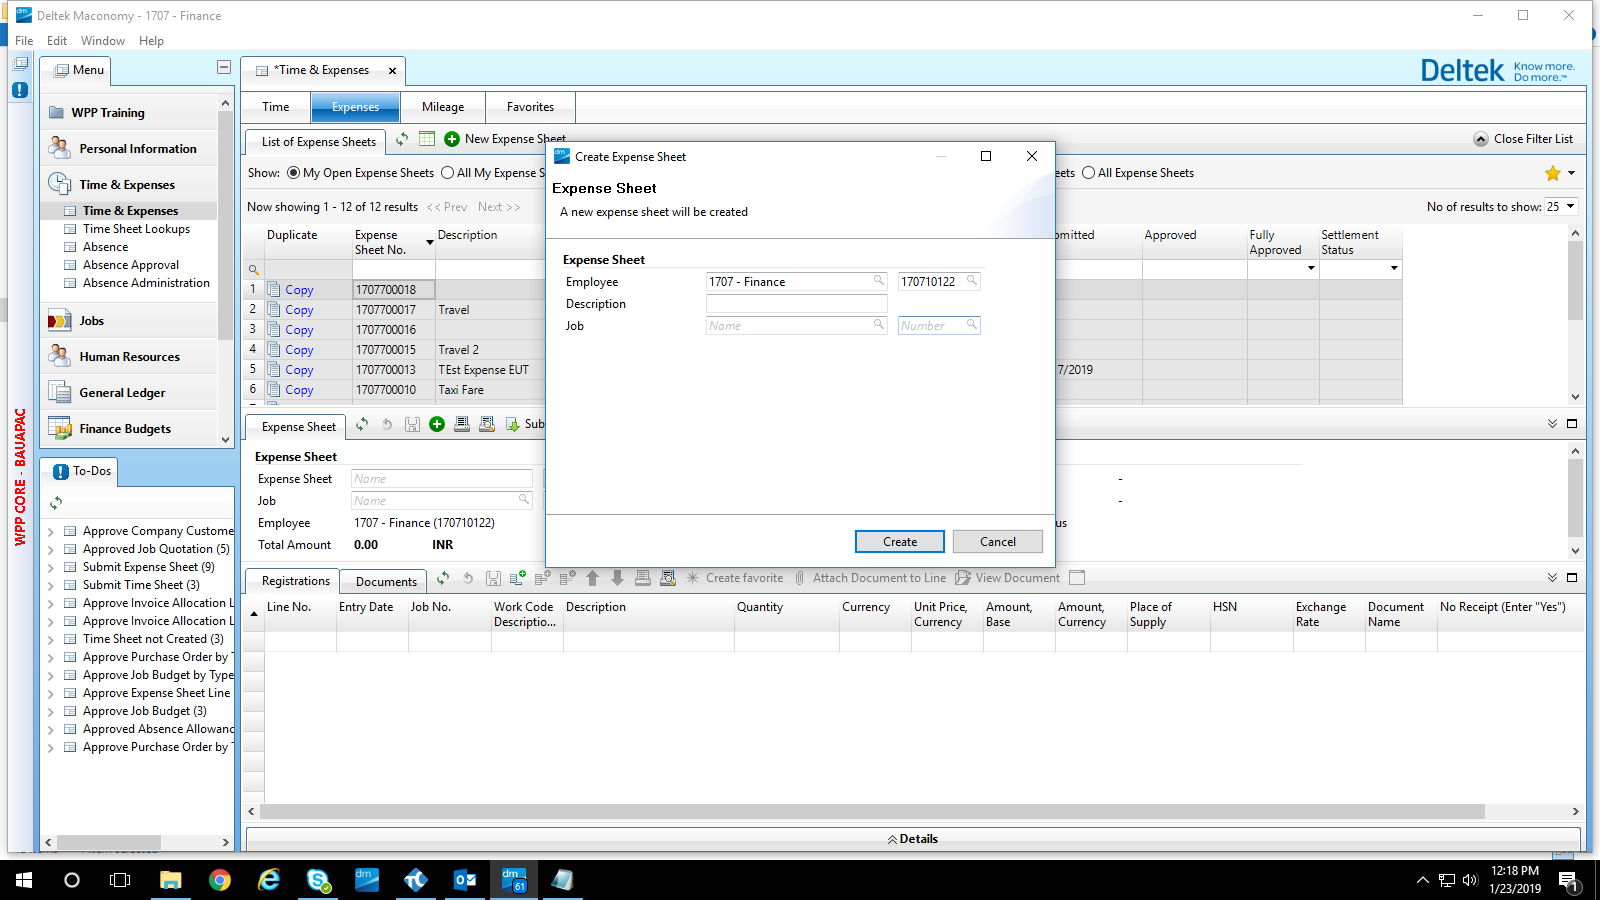 Deltek Maconomy - 1707 - Finance
File Edit Window Help
Menu
*Time & Expenses
Deltek Know more. Do more.™
WPP Training
Personal Information
Time & Expenses
Time & Expenses
Time Sheet Lookups
Absence
Absence Approval
Absence Administration
Jobs
Human Resources
General Ledger
Finance Budgets
WPP CORE - BAUAPAC
To-Dos
Approve Company Custome
Approved Job Quotation (5)
Submit Expense Sheet (9)
Submit Time Sheet (3)
Approve Invoice Allocation L
Approve Invoice Allocation L
Time Sheet not Created (3)
Approve Purchase Order by T
Approve Job Budget by Type
Approve Expense Sheet Line
Approve Job Budget (3)
Approved Absence Allowanc
Approve Purchase Order by T
Time Expenses Mileage Favorites
List of Expense Sheets New Expense Sheet Close Filter List
Show: My Open Expense Sheets All My Expense S eets All Expense Sheets
Now showing 1 - 12 of 12 results << Prev Next >> No of results to show: 25
Duplicate Expense Sheet No. Description mitted Approved Fully Approved Settlement Status
1 Copy 1707700018
2 Copy 1707700017 Travel
3 Copy 1707700016
4 Copy 1707700015 Travel 2
5 Copy 1707700013 TEst Expense EUT 7/2019
6 Copy 1707700010 Taxi Fare
Create Expense Sheet
Expense Sheet
A new expense sheet will be created
Expense Sheet
Employee 1707 - Finance 170710122
Description
Job Name Number
Create Cancel
Expense Sheet Sub
Expense Sheet
Expense Sheet Name -
Job Name -
Employee 1707 - Finance (170710122) us
Total Amount 0.00 INR
Registrations Documents Create favorite Attach Document to Line View Document
Line No. Entry Date Job No. Work Code Descriptio... Description Quantity Currency Unit Price, Currency Amount, Base Amount, Currency Place of Supply HSN Exchange Rate Document Name No Receipt (Enter "Yes")
Details
dm 61
12:18 PM
1/23/2019
1